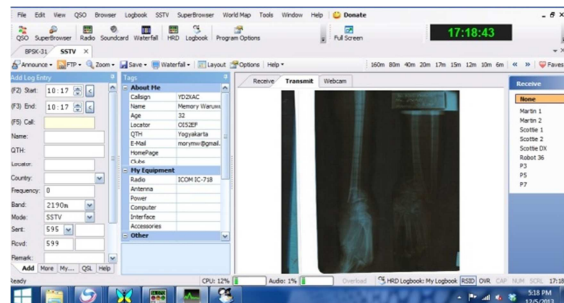 File Edit View QSO Browser Logbook SSTV SuperBrowser World Map Tools Window Help Donate
QSO SuperBrowser Radio Soundcard Waterfall HRD Logbook Program Options Full Screen
17:18:43
BPSK-31 SSTV
Announce FTP Zoom Save Waterfall Layout Options Help 160m 80m 40m 20m 17m 15m 12m 10m 6m Faves
Add Log Entry
(F2) Start: 10:17
(F3) End: 10:17
(F5) Call:
Name:
QTH:
Locator:
Country:
Frequency: 0
Band: 2190m
Mode: SSTV
Sent: 595
Rcvd: 599
Remark:
Add More My... QSL Help
Tags
About Me
Callsign YD2XAC
Name Memory Waruwu
Age 32
Locator OI52EF
QTH Yogyakarta
E-Mail morymw@gmail.
HomePage
Clubs
My Equipment
Radio ICOM IC-718
Antenna
Power
Computer
Interface
Accessories
Other
Receive Transmit Webcam
Receive
None
Martin 1
Martin 2
Scottie 1
Scottie 2
Scottie DX
Robot 36
P3
P5
P7
Ready CPU: 12% Audio: 1% Overload HRD Logbook: My Logbook RSID OVR CAP NUM SCRL 17:18
5:18 PM
12/5/2013